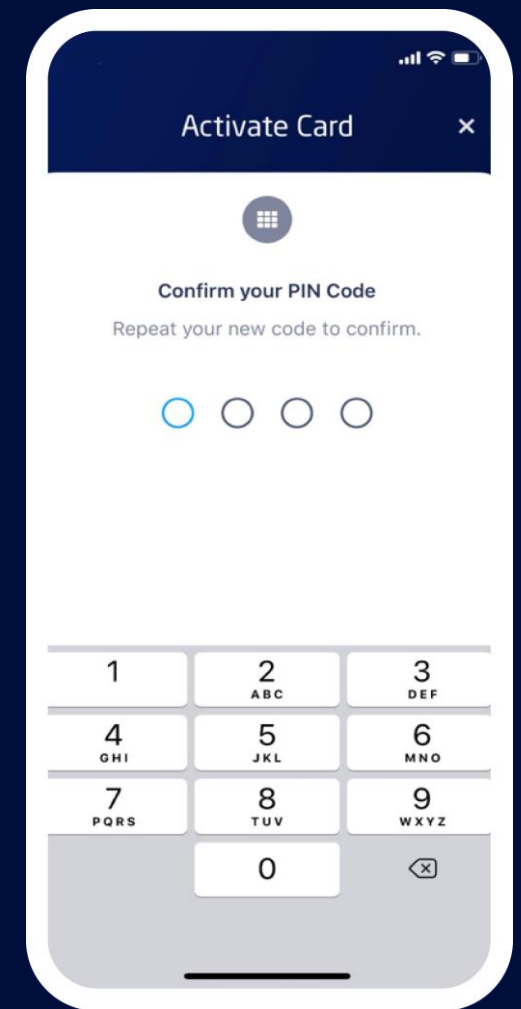 Activate Card ×
Confirm your PIN Code
Repeat your new code to confirm.
1 2 3
ABC DEF
4 5 6
GHI JKL MNO
7 8 9
PQRS TUV WXYZ
0